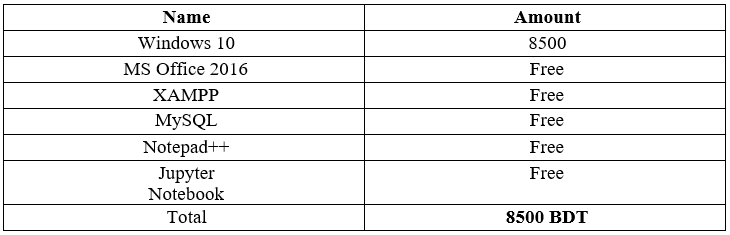 Name Amount
Windows 10 8500
MS Office 2016 Free
XAMPP Free
MySQL Free
Notepad++ Free
Jupyter Free
Notebook
Total 8500 BDT